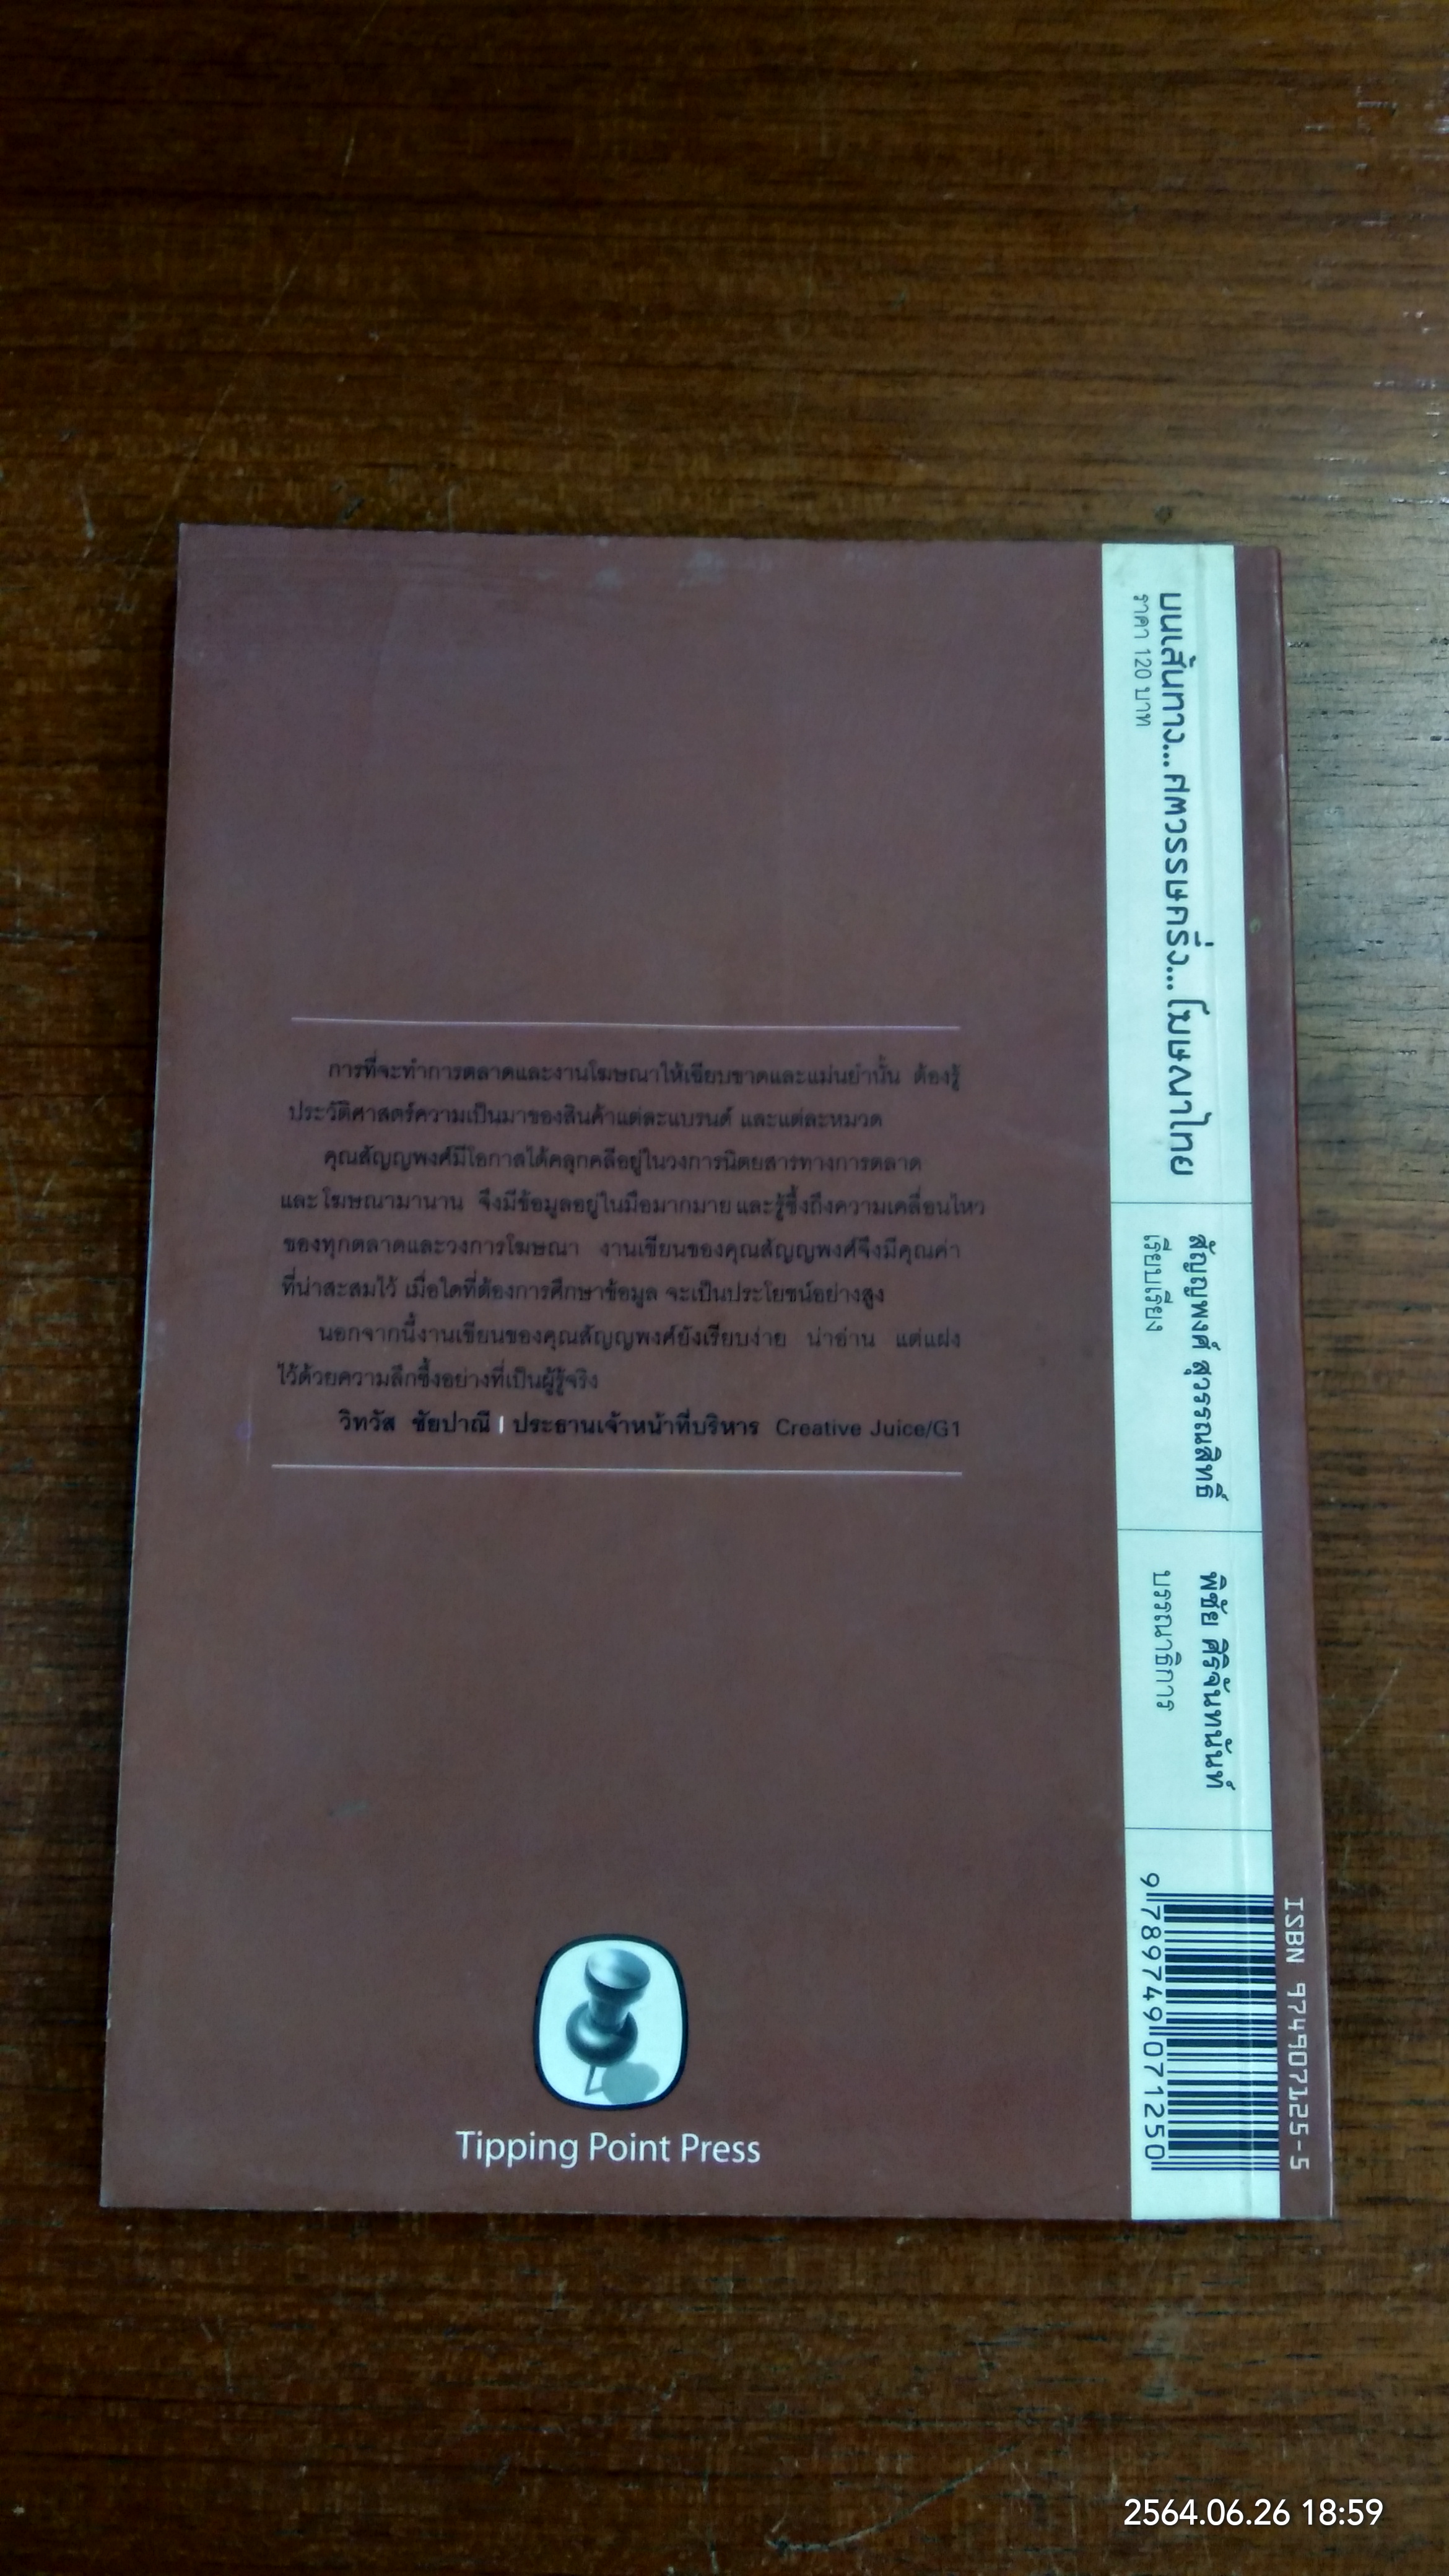 การที่จะทำการตลาดและงานโฆษณาให้เฉียบขาดและแม่นยำนั้น ต้องรู้
ประวัติศาสตร์ความเป็นมาของสินค้าแต่ละแบรนด์ และแต่ละหมวด
คุณสัญญพงศ์มีโอกาสได้คลุกคลีอยู่ในวงการนิตยสารทางการตลาด
และโฆษณามานาน จึงมีข้อมูลอยู่ในมือมากมาย และรู้ซึ้งถึงความเคลื่อนไหว
ของทุกตลาดและวงการโฆษณา งานเขียนของคุณสัญญพงศ์จึงมีคุณค่า
ที่น่าสะสมไว้ เมื่อใดที่ต้องการศึกษาข้อมูล จะเป็นประโยชน์อย่างสูง
นอกจากนี้งานเขียนของคุณสัญญพงศ์ยังเรียบง่าย น่าอ่าน แต่แฝง
ไว้ด้วยความลึกซึ้งอย่างที่เป็นผู้รู้จริง
วิทวัส ชัยปาณี | ประธานเจ้าหน้าที่บริหาร Creative Juice/G1
Tipping Point Press
บนเส้นทาง... ศตวรรษครึ่ง... โฆษณาไทย
ราคา 120 บาท
สัญญพงศ์ สุวรรณสิทธิ์
เรียบเรียง
พิชัย ศิริจันทนันท์
บรรณาธิการ
ISBN 974907125-5
9 789749 071250
2564.06.26 18:59